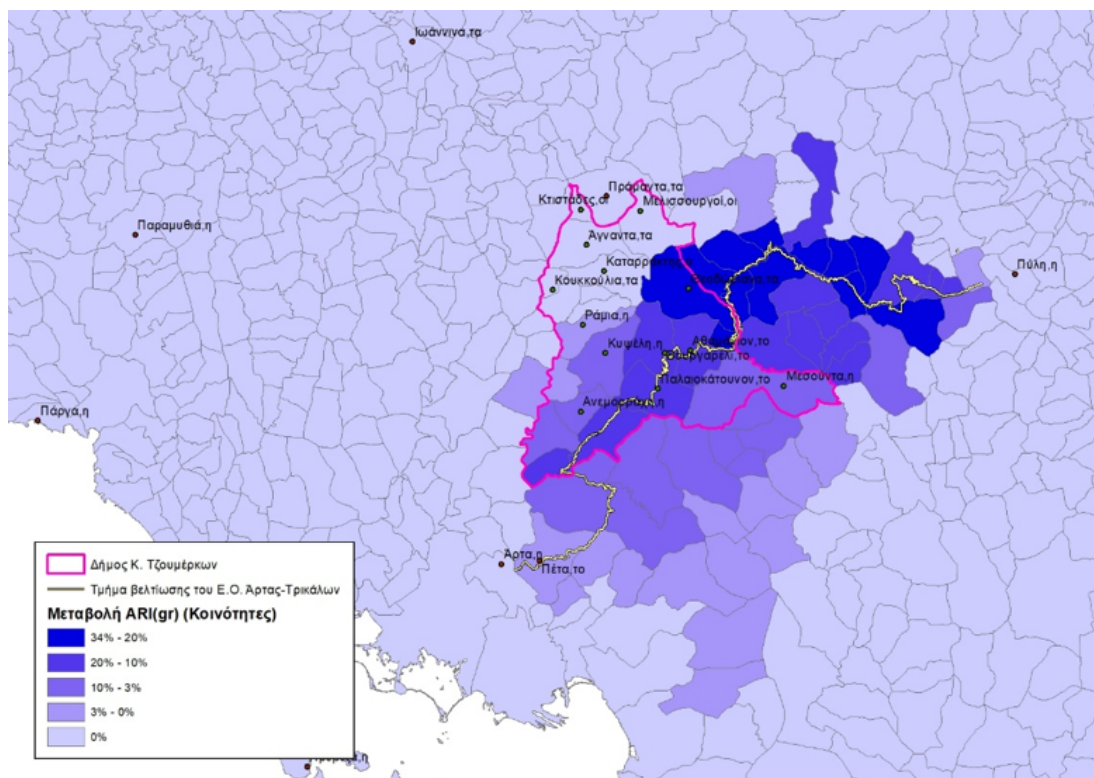 Ιωάννινα,τα
Πράμαντα,τα
Κτιστάδες,οι
Μελισσουργοί,οι
Παραμυθιά,η
Άγναντα,τα
Πύλη,η
Κουκκούλια,τα
Ράμια,η
Κυψέλη,η
Μεσούντα,η
Παλαιοκάτουνον,το
Πάργα,η
Άρτα,η
Πέτα,το
Δήμος Κ. Τζουμέρκων
Τμήμα βελτίωσης του Ε.Ο. Άρτας-Τρικάλων
Μεταβολή ARI(gr) (Κοινότητες)
34% - 20%
20% - 10%
10% - 3%
3% - 0%
0%